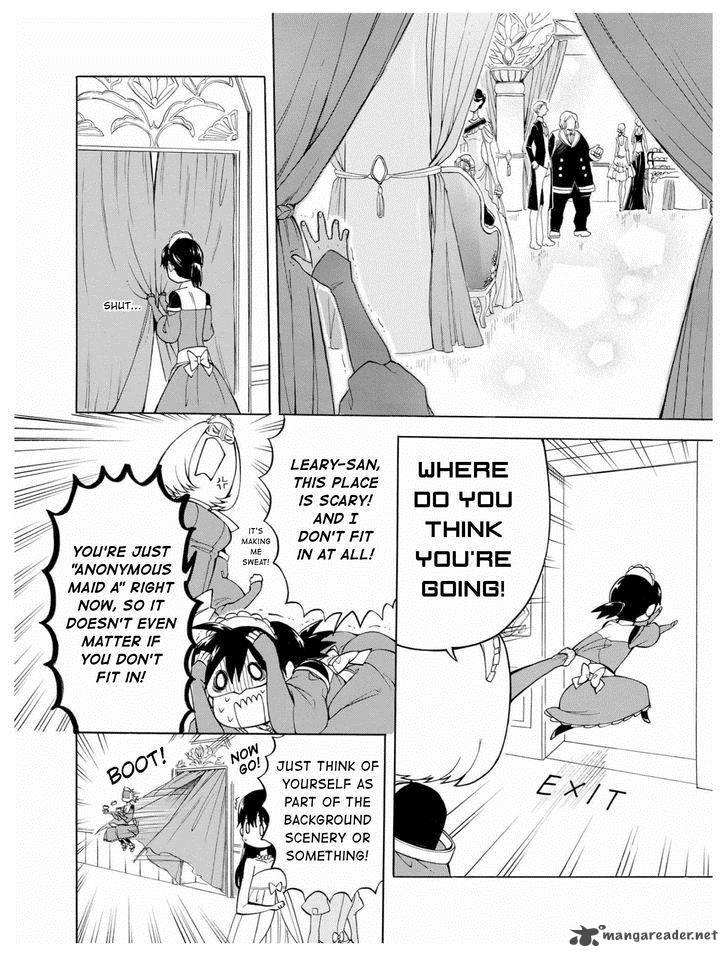 SHUT...
WHERE
DO YOU
THINK
YOU'RE
GOING!
EXIT
LEARY-SAN,
THIS PLACE
IS SCARY!
AND I
DON'T FIT
IN AT ALL!
IT'S
MAKING
ME
SWEAT!
YOU'RE JUST
"ANONYMOUS
MAID A" RIGHT
NOW, SO IT
DOESN'T EVEN
MATTER IF
YOU DON'T
FIT IN!
JUST THINK OF
YOURSELF AS
PART OF THE
BACKGROUND
SCENERY OR
SOMETHING!
NOW
GO!
BOOT!
mangareader.net